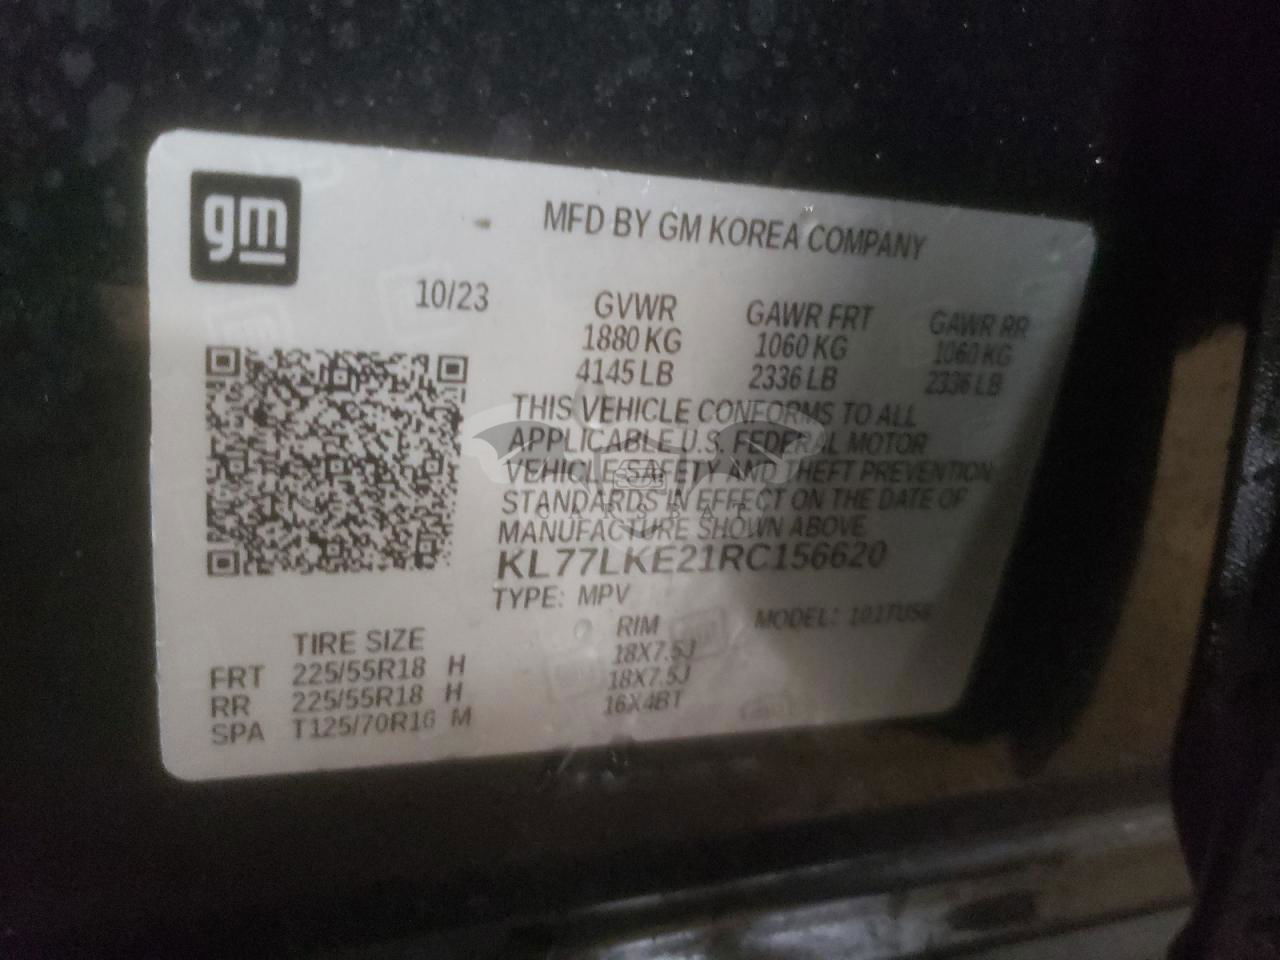 gm
MFD BY GM KOREA COMPANY
10/23
GVWR GAWR FRT GAWR RR
1880 KG 1060 KG 1060 KG
4145 LB 2336 LB 2336 LB
THIS VEHICLE CONFORMS TO ALL
APPLICABLE U.S. FEDERAL MOTOR
VEHICLE SAFETY AND THEFT PREVENTION
STANDARDS IN EFFECT ON THE DATE OF
MANUFACTURE SHOWN ABOVE
KL77LKE21RC156620
TYPE: MPV
MODEL:
TIRE SIZE RIM
FRT 225/55R18 H 18X7.5J
RR 225/55R18 H 18X7.5J
SPA T125/70R16 M 16X4BT